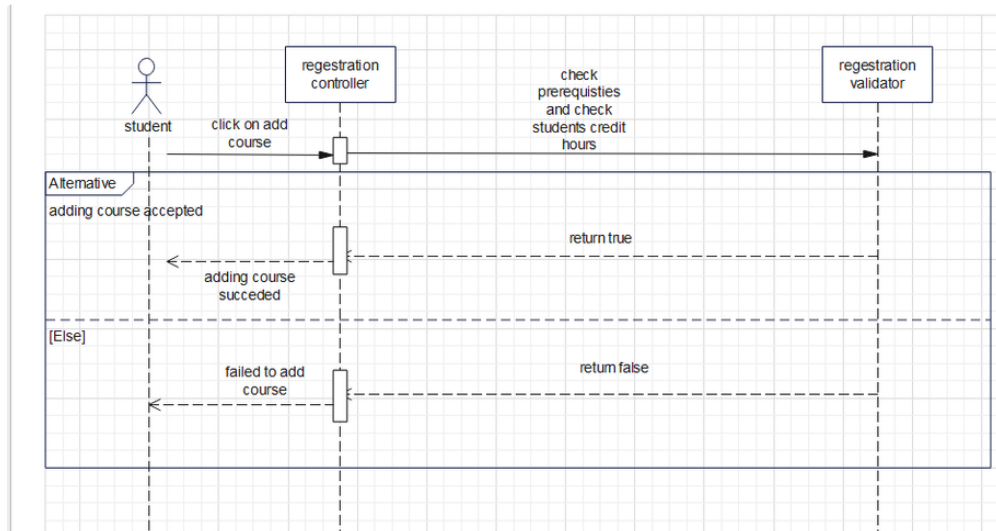 regestration
controller
check
prerequisties
and check
students credit
hours
regestration
validator
student
click on add
course
Alternative
adding course accepted
return true
adding course
succeded
[Else]
return false
failed to add
course